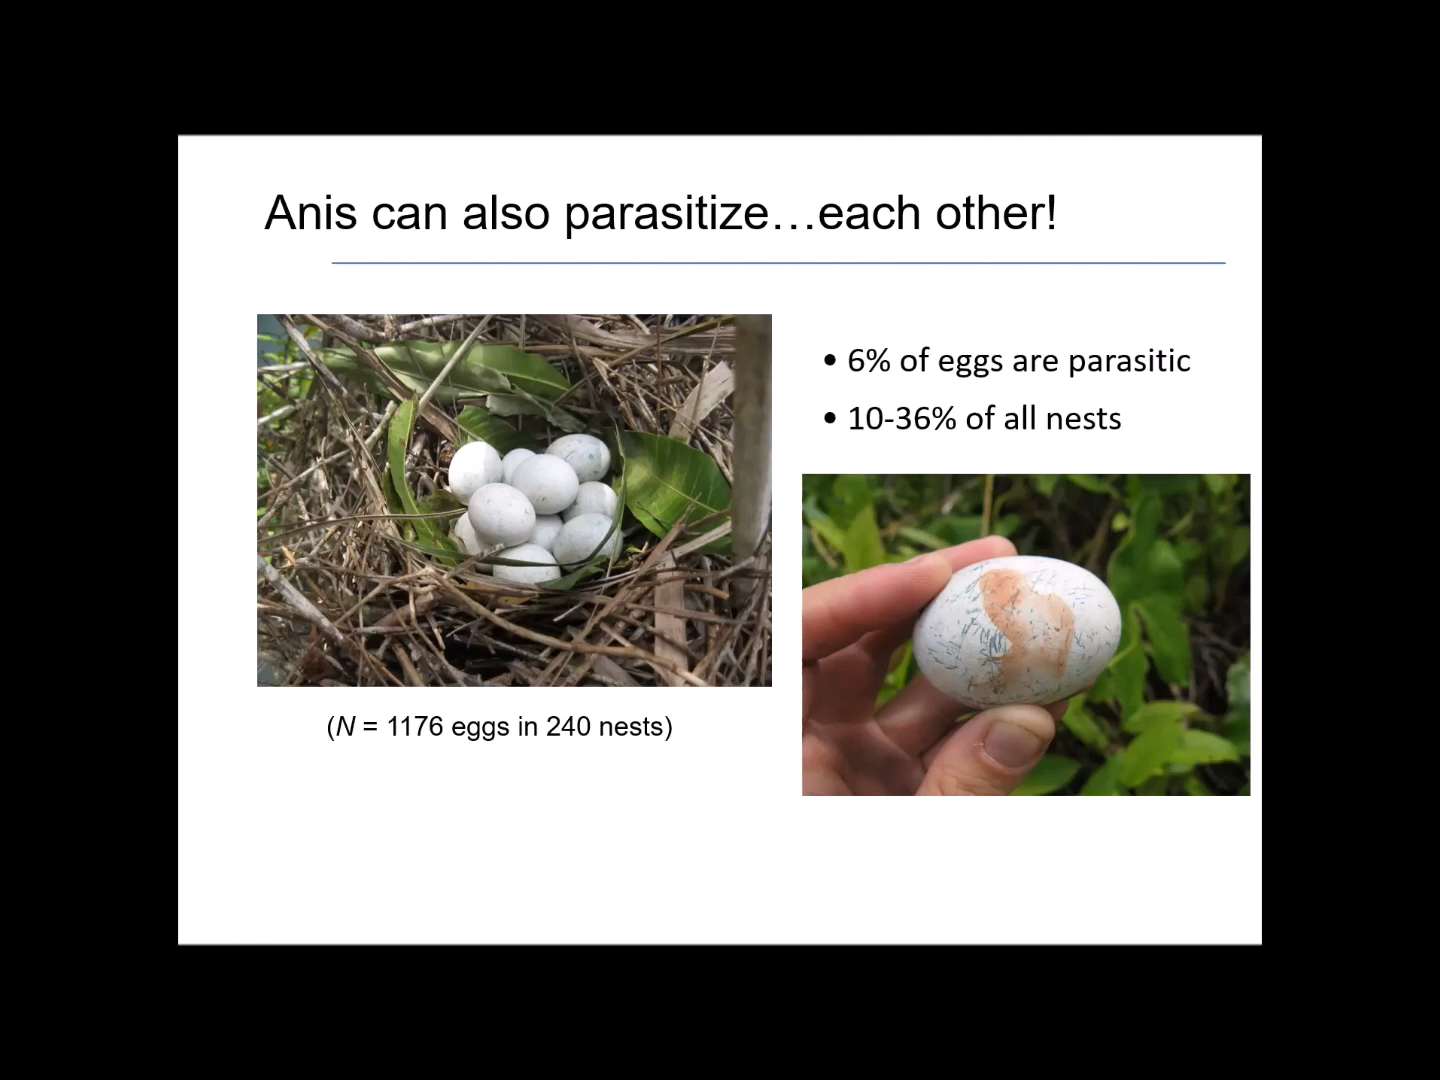 Anis can also parasitize…each other!
• 6% of eggs are parasitic
• 10-36% of all nests
(N = 1176 eggs in 240 nests)